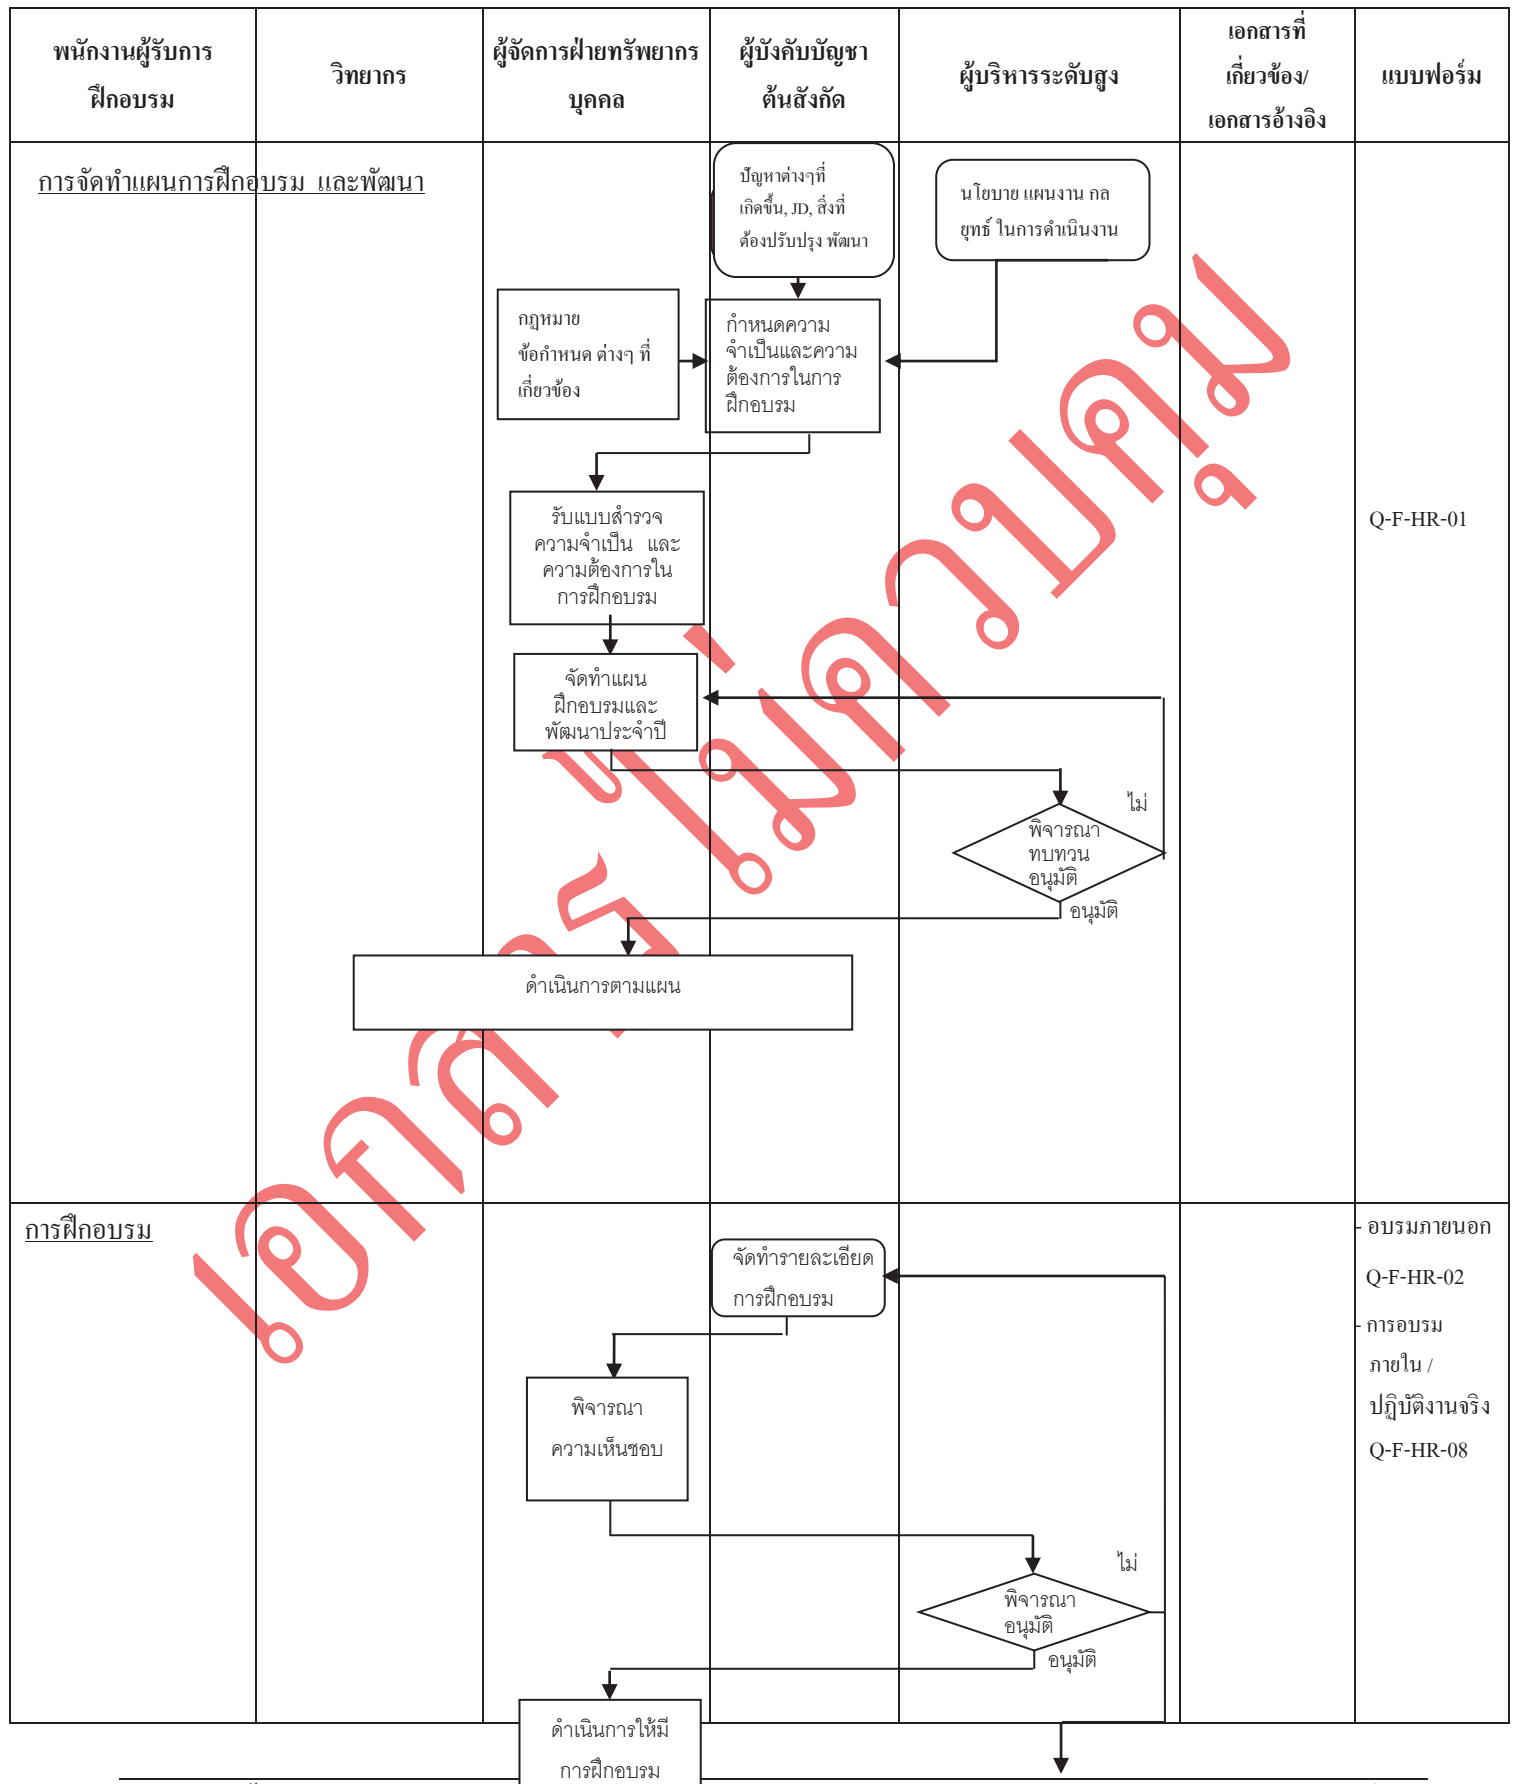 พนักงานผู้รับการ
ฝึกอบรม
วิทยากร
ผู้จัดการฝ่ายทรัพยากร
บุคคล
ผู้บังคับบัญชา
ต้นสังกัด
ผู้บริหารระดับสูง
เอกสารที่
เกี่ยวข้อง/
เอกสารอ้างอิง
แบบฟอร์ม
การจัดทำแผนการฝึกอบรม และพัฒนา
ปัญหาต่างๆที่
เกิดขึ้น, JD, สิ่งที่
ต้องปรับปรุง พัฒนา
นโยบาย แผนงาน กล
ยุทธ์ ในการดำเนินงาน
กฎหมาย
ข้อกำหนด ต่างๆ ที่
เกี่ยวข้อง
กำหนดความ
จำเป็นและความ
ต้องการในการ
ฝึกอบรม
รับแบบสำรวจ
ความจำเป็น และ
ความต้องการใน
การฝึกอบรม
Q-F-HR-01
จัดทำแผน
ฝึกอบรมและ
พัฒนาประจำปี
ไม่
พิจารณา
ทบทวน
อนุมัติ
อนุมัติ
ดำเนินการตามแผน
เอกสารไม่ควบคุม
การฝึกอบรม
จัดทำรายละเอียด
การฝึกอบรม
- อบรมภายนอก
Q-F-HR-02
- การอบรม
ภายใน /
ปฏิบัติงานจริง
Q-F-HR-08
พิจารณา
ความเห็นชอบ
ไม่
พิจารณา
อนุมัติ
อนุมัติ
ดำเนินการให้มี
การฝึกอบรม